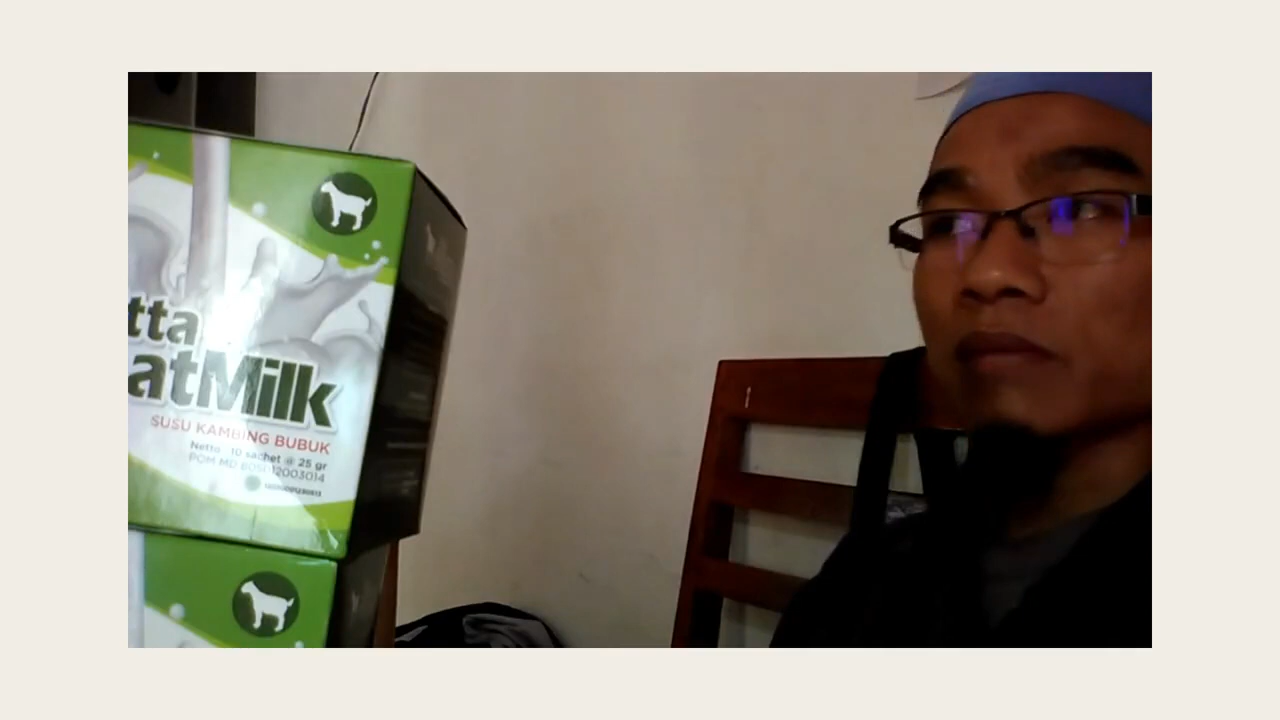 tta
atMilk
SUSU KAMBING BUBUK
Netto 10 sachet @ 25 gr
POM MD